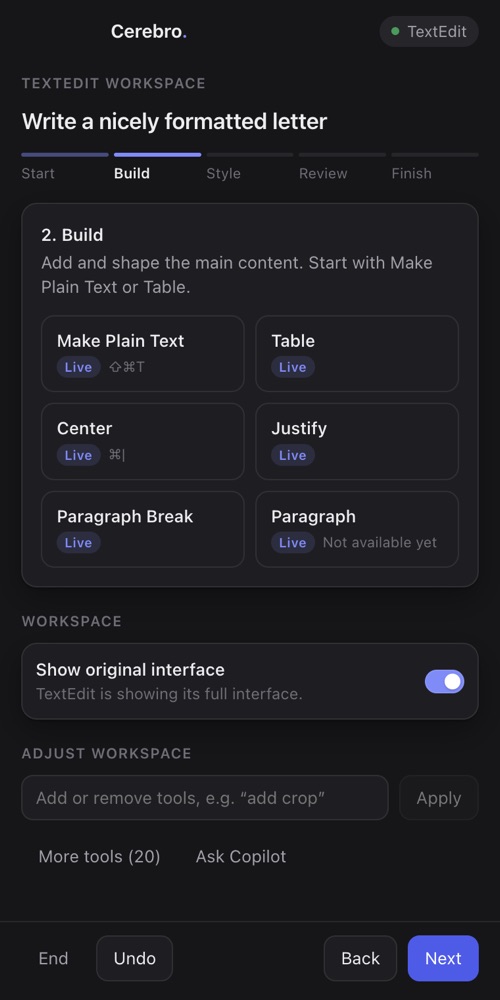 Cerebro.
TextEdit
TEXTEDIT WORKSPACE
Write a nicely formatted letter
Start
Build
Style
Review
Finish
2. Build
Add and shape the main content. Start with Make
Plain Text or Table.
Make Plain Text
Live ⇧⌘T
Table
Live
Center
Live ⌘|
Justify
Live
Paragraph Break
Live
Paragraph
Live Not available yet
WORKSPACE
Show original interface
TextEdit is showing its full interface.
ADJUST WORKSPACE
Add or remove tools, e.g. “add crop”
Apply
More tools (20)
Ask Copilot
End
Undo
Back
Next